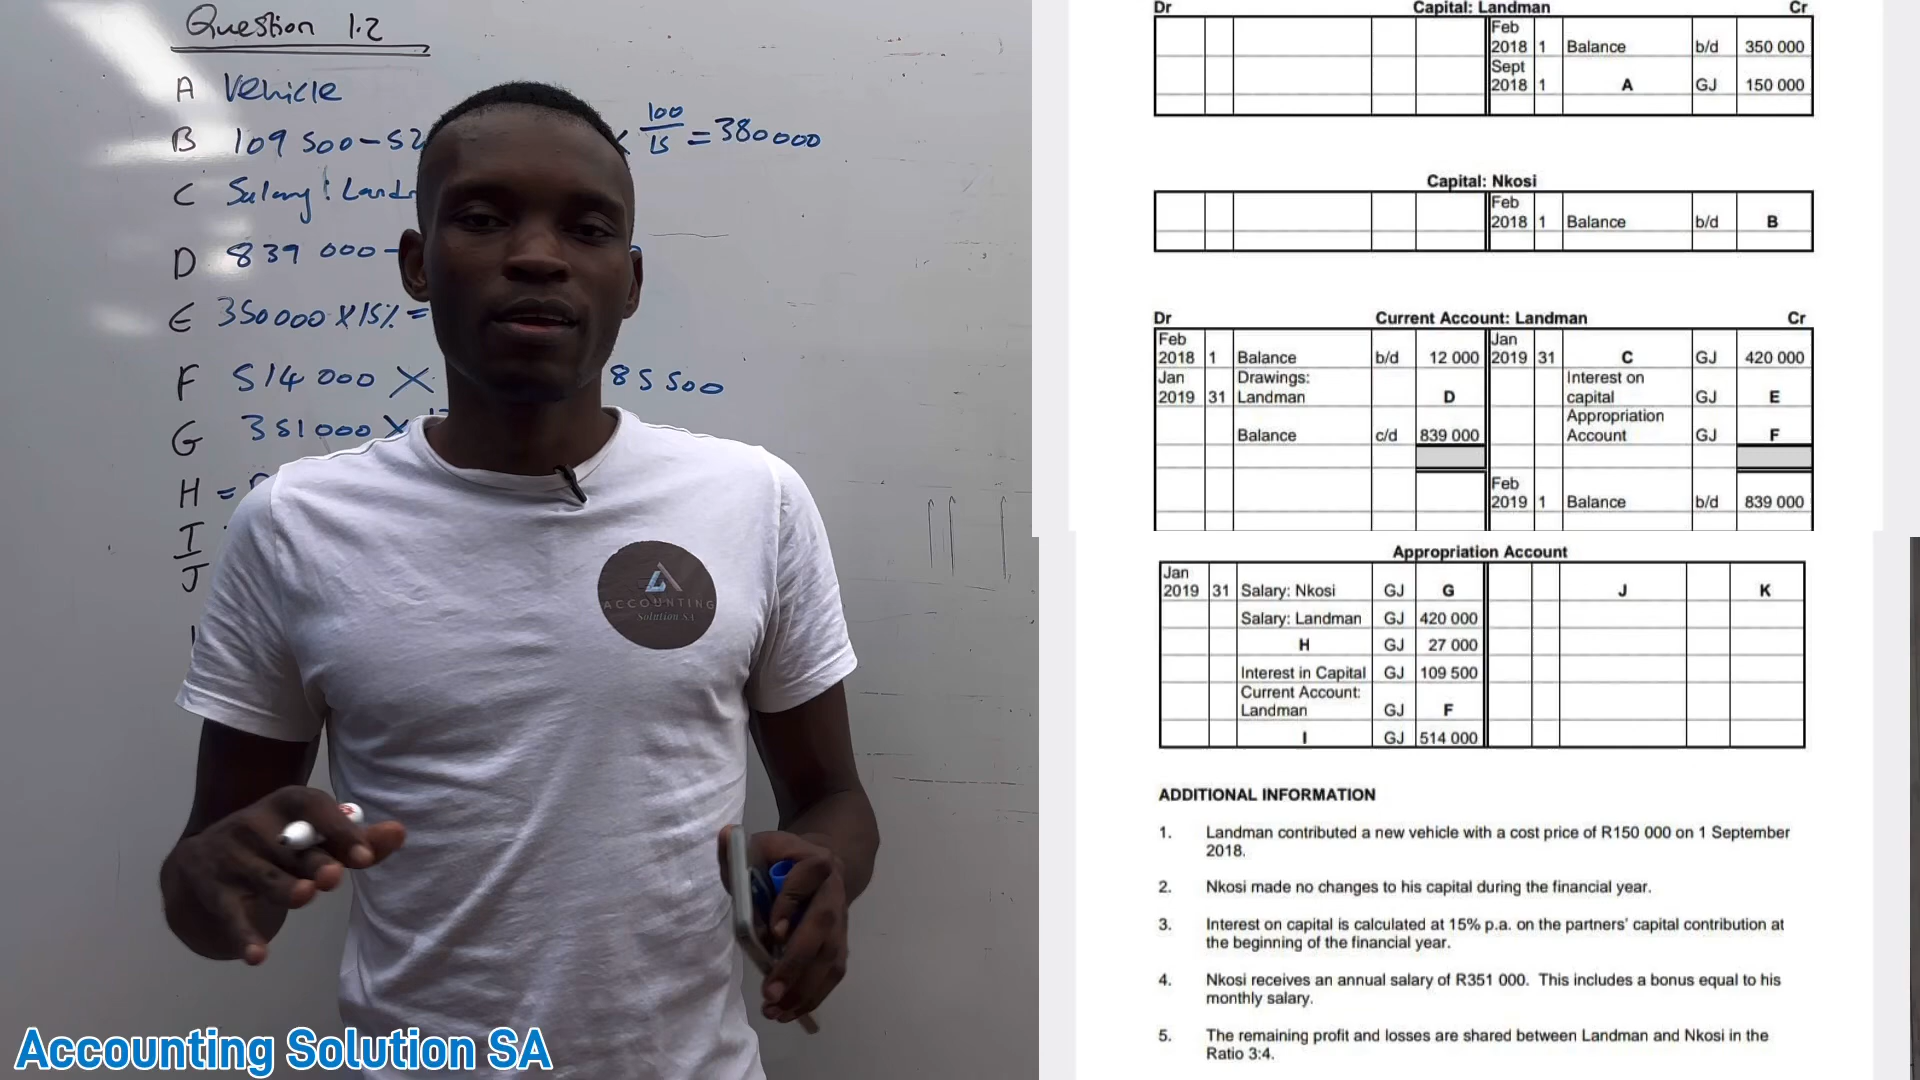 Question 1.2
A Vehicle
B 109 500 – 52 × 100/15 = 380 000
C Salary: Land
D 839 000 –
E 350 000 x 15% =
F 514 000 × 85 500
G 351 000 ×
H =
I
J
ACCOUNTING
Solution SA
Accounting Solution SA
Dr Capital: Landman Cr
Feb
2018 1 Balance b/d 350 000
Sept
2018 1 A GJ 150 000
Capital: Nkosi
Feb
2018 1 Balance b/d B
Dr Current Account: Landman Cr
Feb Jan
2018 1 Balance b/d 12 000 2019 31 C GJ 420 000
Jan Drawings: Interest on
2019 31 Landman D capital GJ E
Appropriation
Balance c/d 839 000 Account GJ F
Feb
2019 1 Balance b/d 839 000
Appropriation Account
Jan
2019 31 Salary: Nkosi GJ G J K
Salary: Landman GJ 420 000
H GJ 27 000
Interest in Capital GJ 109 500
Current Account:
Landman GJ F
I GJ 514 000
ADDITIONAL INFORMATION
1. Landman contributed a new vehicle with a cost price of R150 000 on 1 September
2018.
2. Nkosi made no changes to his capital during the financial year.
3. Interest on capital is calculated at 15% p.a. on the partners' capital contribution at
the beginning of the financial year.
4. Nkosi receives an annual salary of R351 000. This includes a bonus equal to his
monthly salary.
5. The remaining profit and losses are shared between Landman and Nkosi in the
Ratio 3:4.